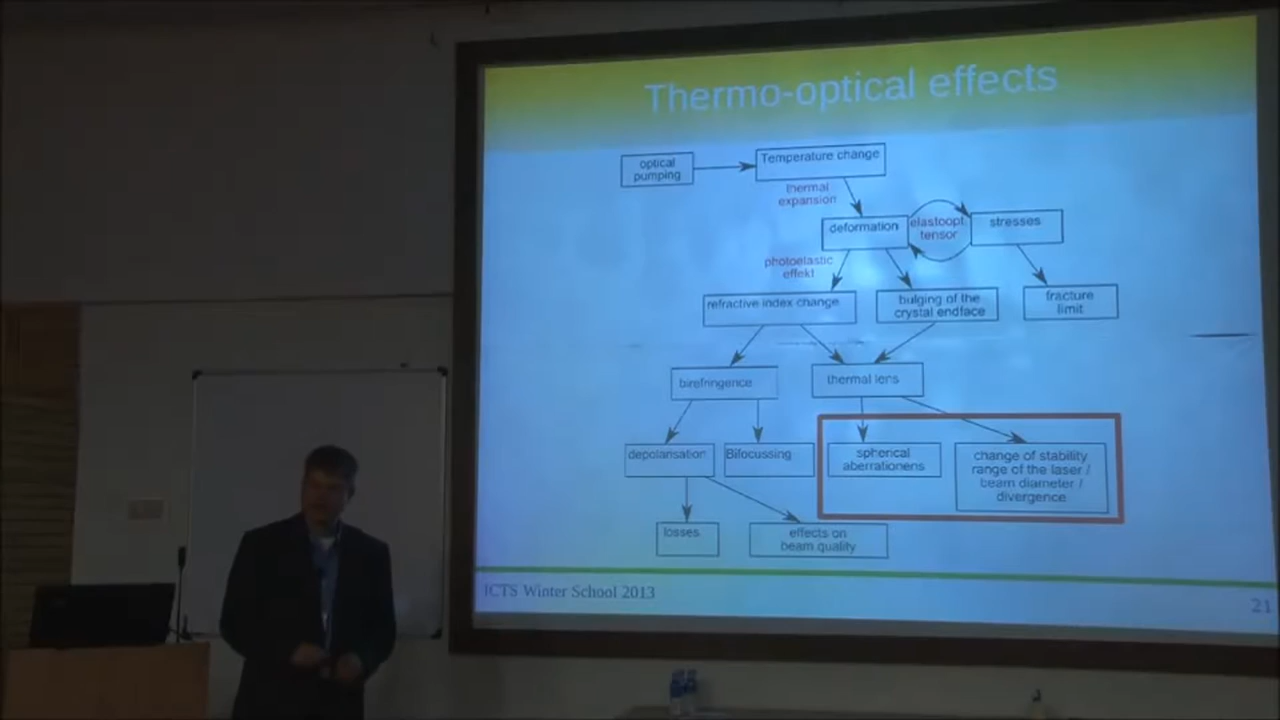 Thermo-optical effects
optical
pumping
Temperature change
thermal
expansion
deformation
elastoopt.
tensor
stresses
photoelastic
effekt
refractive index change
bulging of the
crystal endface
fracture
limit
birefringence
thermal lens
depolarisation
Bifocussing
spherical
aberrationens
change of stability
range of the laser /
beam diameter /
divergence
losses
effects on
beam quality
ICTS Winter School 2013
21